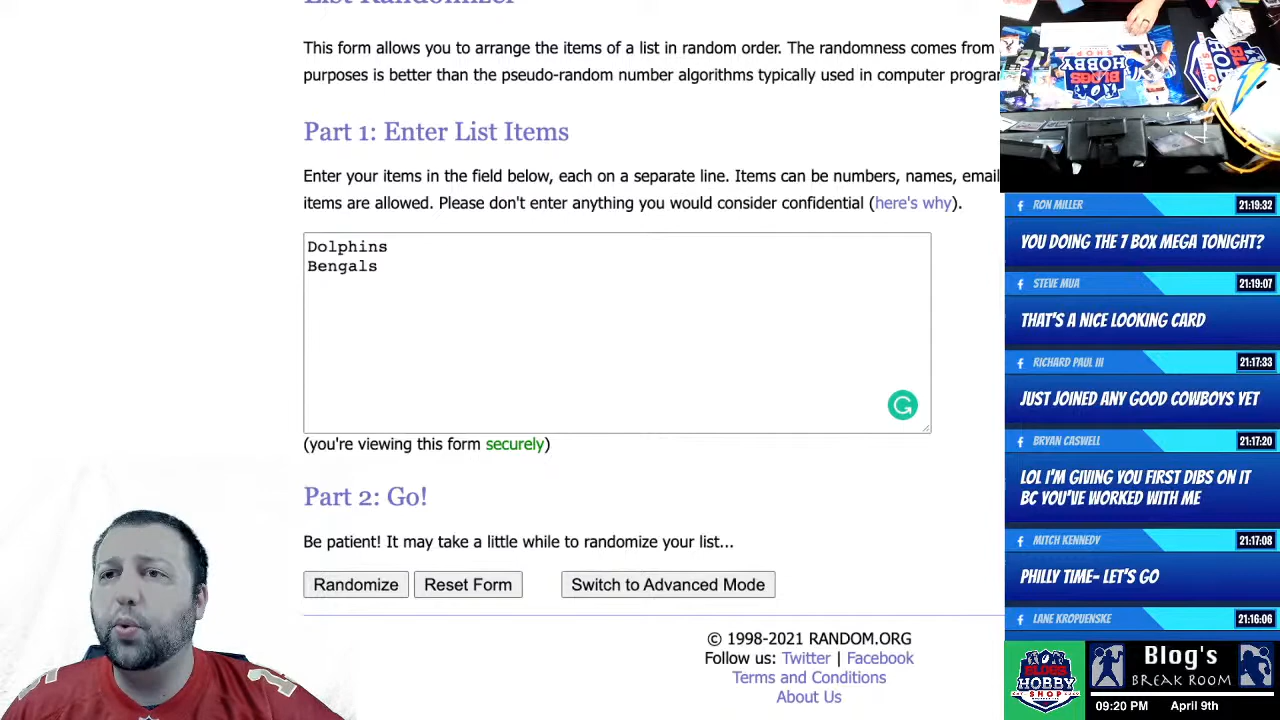 List Randomizer
This form allows you to arrange the items of a list in random order. The randomness comes from
purposes is better than the pseudo-random number algorithms typically used in computer progra
Part 1: Enter List Items
Enter your items in the field below, each on a separate line. Items can be numbers, names, email
items are allowed. Please don't enter anything you would consider confidential (here's why).
Dolphins
Bengals
(you're viewing this form securely)
Part 2: Go!
Be patient! It may take a little while to randomize your list...
Randomize
Reset Form
Switch to Advanced Mode
© 1998-2021 RANDOM.ORG
Follow us: Twitter | Facebook
Terms and Conditions
About Us
RON MILLER 21:19:32
YOU DOING THE 7 BOX MEGA TONIGHT?
STEVE MUA 21:19:07
THAT'S A NICE LOOKING CARD
RICHARD PAUL III 21:17:33
JUST JOINED ANY GOOD COWBOYS YET
BRYAN CASWELL 21:17:20
LOL I'M GIVING YOU FIRST DIBS ON IT
BC YOU'VE WORKED WITH ME
MITCH KENNEDY 21:17:08
PHILLY TIME- LET'S GO
LANE KROPUENSKE 21:16:06
BLOGS
HOBBY
SHOP
Blog's
BREAK ROOM
09:20 PM April 9th